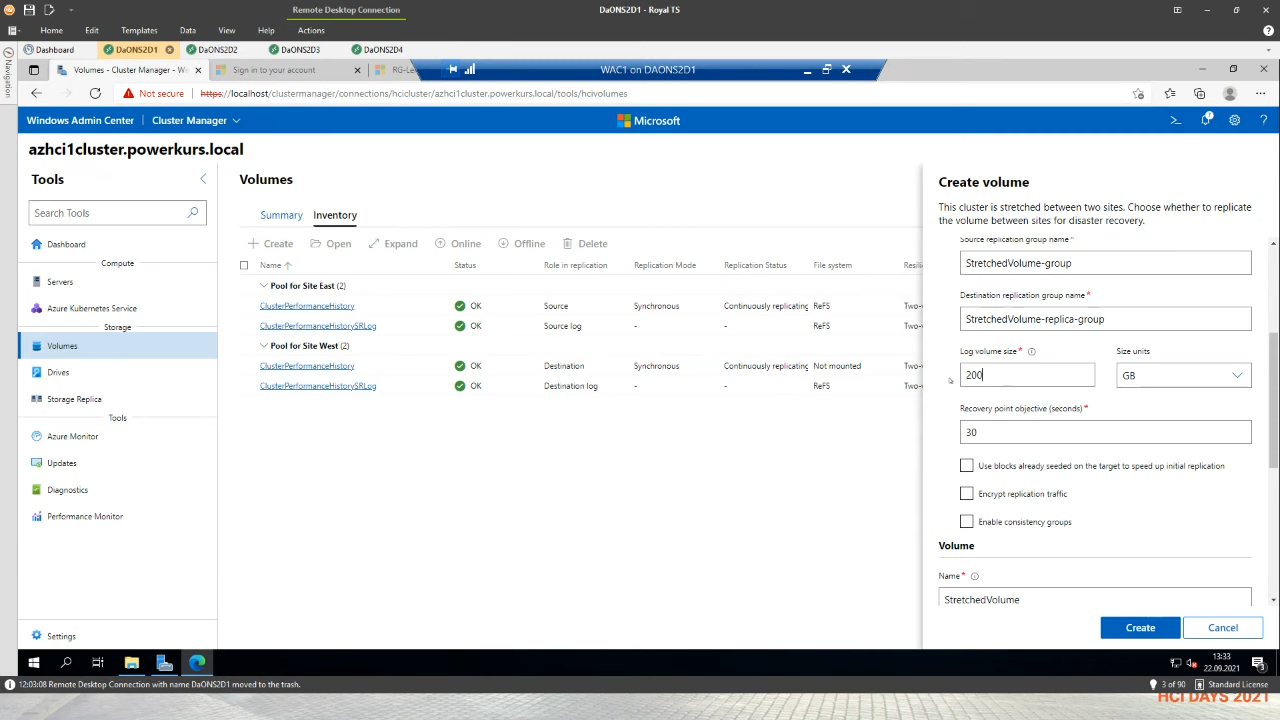 Remote Desktop Connection
DaONS2D1 - Royal TS
Home Edit Templates Data View Help Actions
Dashboard DaONS2D1 DaONS2D2 DaONS2D3 DaONS2D4
Navigation
Volumes - Cluster Manager - W
Sign in to your account
RG-Le
WAC1 on DAONS2D1
Not secure https://localhost/clustermanager/connections/hcicluster/azhci1cluster.powerkurs.local/tools/hcivolumes
Windows Admin Center Cluster Manager
Microsoft
azhci1cluster.powerkurs.local
Tools
Search Tools
Dashboard
Compute
Servers
Azure Kubernetes Service
Storage
Volumes
Drives
Storage Replica
Tools
Azure Monitor
Updates
Diagnostics
Performance Monitor
Settings
Volumes
Summary Inventory
Create Open Expand Online Offline Delete
Name Status Role in replication Replication Mode Replication Status File system Resilie
Pool for Site East (2)
ClusterPerformanceHistory OK Source Synchronous Continuously replicating ReFS Two-w
ClusterPerformanceHistorySRLog OK Source log - - ReFS Two-w
Pool for Site West (2)
ClusterPerformanceHistory OK Destination Synchronous Continuously replicating Not mounted Two-w
ClusterPerformanceHistorySRLog OK Destination log - - ReFS Two-w
Create volume
This cluster is stretched between two sites. Choose whether to replicate
the volume between sites for disaster recovery.
Source replication group name *
StretchedVolume-group
Destination replication group name *
StretchedVolume-replica-group
Log volume size * Size units
200 GB
Recovery point objective (seconds) *
30
Use blocks already seeded on the target to speed up initial replication
Encrypt replication traffic
Enable consistency groups
Volume
Name *
StretchedVolume
Create Cancel
13:33
22.09.2021
12:03:08 Remote Desktop Connection with name DaONS2D1 moved to the trash.
3 of 90 Standard License
HCI DAYS 2021